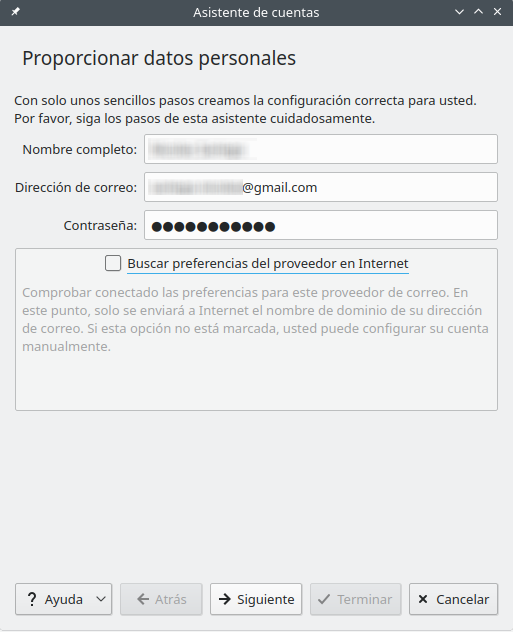 Asistente de cuentas
Proporcionar datos personales
Con solo unos sencillos pasos creamos la configuración correcta para usted.
Por favor, siga los pasos de esta asistente cuidadosamente.
Nombre completo:
Dirección de correo: @gmail.com
Contraseña: ●●●●●●●●●●●
Buscar preferencias del proveedor en Internet
Comprobar conectado las preferencias para este proveedor de correo. En
este punto, solo se enviará a Internet el nombre de dominio de su dirección
de correo. Si esta opción no está marcada, usted puede configurar su cuenta
manualmente.
? Ayuda Atrás Siguiente Terminar Cancelar